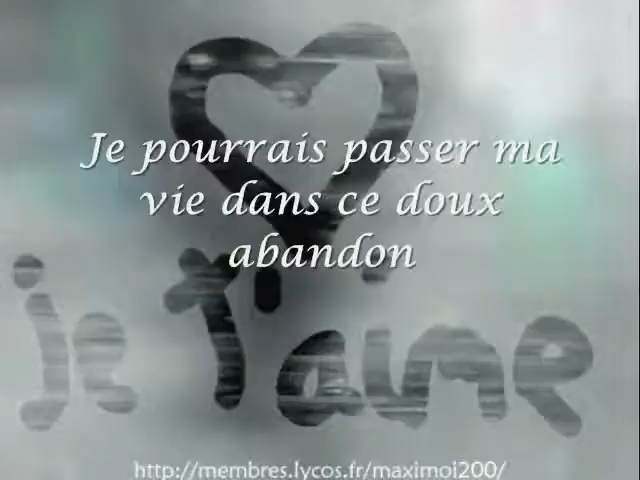 Je pourrais passer ma
vie dans ce doux
abandon
je t'aime
http://membres.lycos.fr/maximoi200/